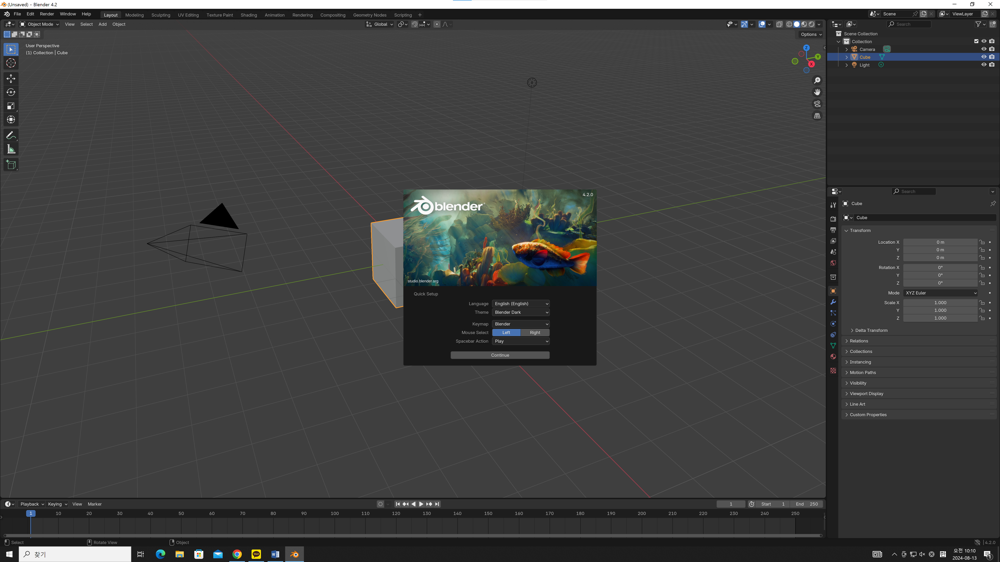 (Unsaved) - Blender 4.2
File Edit Render Window Help Layout Modeling Sculpting UV Editing Texture Paint Shading Animation Rendering Compositing Geometry Nodes Scripting + Scene ViewLayer
Object Mode View Select Add Object Global Search
Options
User Perspective
(1) Collection | Cube
Z
Y
X
Scene Collection
Collection
Camera
Cube
Light
4.2.0
blender
studio.blender.org
Quick Setup
Language English (English)
Theme Blender Dark
Keymap Blender
Mouse Select Left Right
Spacebar Action Play
Continue
Search
Cube
Cube
Transform
Location X 0 m
Y 0 m
Z 0 m
Rotation X 0°
Y 0°
Z 0°
Mode XYZ Euler
Scale X 1.000
Y 1.000
Z 1.000
Delta Transform
Relations
Collections
Instancing
Motion Paths
Visibility
Viewport Display
Line Art
Custom Properties
Playback Keying View Marker 1 Start 1 End 250
1 10 20 30 40 50 60 70 80 90 100 110 120 130 140 150 160 170 180 190 200 210 220 230 240 250
Select Rotate View Object 4.2.0
찾기 TALK W 한 오전 10:10
2024-08-13 1